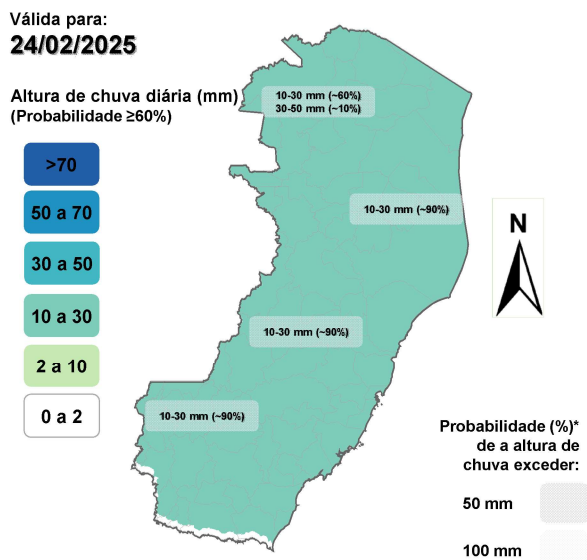 Válida para:
24/02/2025
Altura de chuva diária (mm)
(Probabilidade ≥60%)
>70
50 a 70
30 a 50
10 a 30
2 a 10
0 a 2
10-30 mm (~60%)
30-50 mm (~10%)
10-30 mm (~90%)
10-30 mm (~90%)
10-30 mm (~90%)
N
Probabilidade (%)*
de a altura de
chuva exceder:
50 mm
100 mm